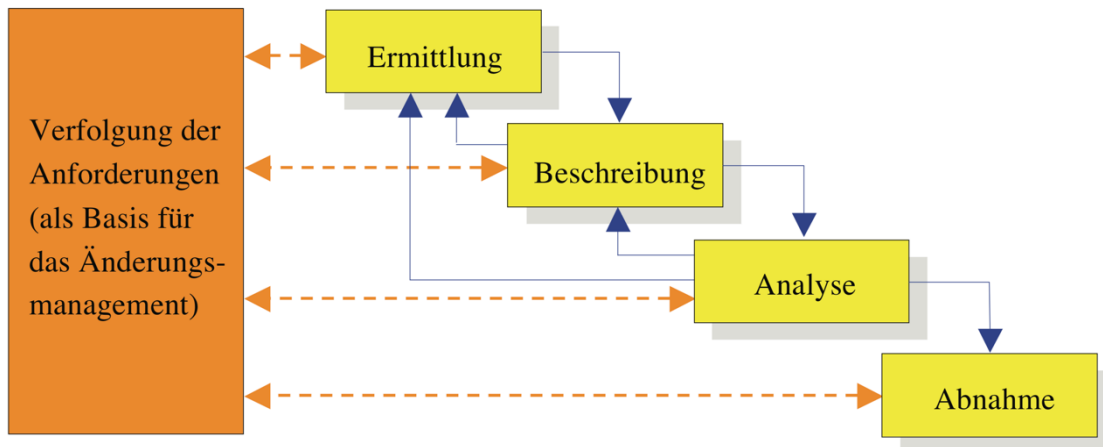 Verfolgung der
Anforderungen
(als Basis für
das Änderungs-
management)
Ermittlung
Beschreibung
Analyse
Abnahme